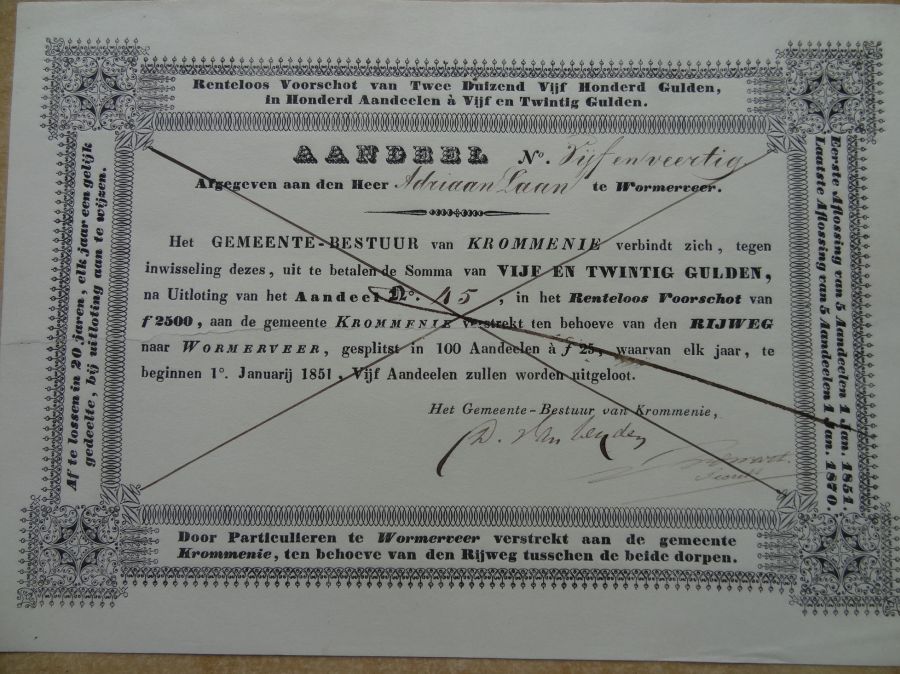 Renteloos Voorschot van Twee Duizend Vijf Honderd Gulden,
in Honderd Aandeelen à Vijf en Twintig Gulden.
AANDEEL No. Vijf en veertig
Afgegeven aan den Heer Adriaan Laan te Wormerveer.
Het GEMEENTE-BESTUUR van KROMMENIE verbindt zich, tegen
inwisseling dezes, uit te betalen de Somma van VIJF EN TWINTIG GULDEN,
na Uitloting van het Aandeel No. 45, in het Renteloos Voorschot van
f 2500, aan de gemeente KROMMENIE verstrekt ten behoeve van den RIJWEG
naar WORMERVEER, gesplitst in 100 Aandeelen à f 25, waarvan elk jaar, te
beginnen 1o. Januarij 1851, Vijf Aandeelen zullen worden uitgeloot.
Het Gemeente-Bestuur van Krommenie,
Door Particulieren te Wormerveer verstrekt aan de gemeente
Krommenie, ten behoeve van den Rijweg tusschen de beide dorpen.
Af te lossen in 20 jaren, elk jaar een gelijk
gedeelte, bij uitloting aan te wijzen.
Eerste Aflossing van 5 Aandeelen 1 Jan. 1851.
Laatste Aflossing van 5 Aandeelen 1 Jan. 1870.